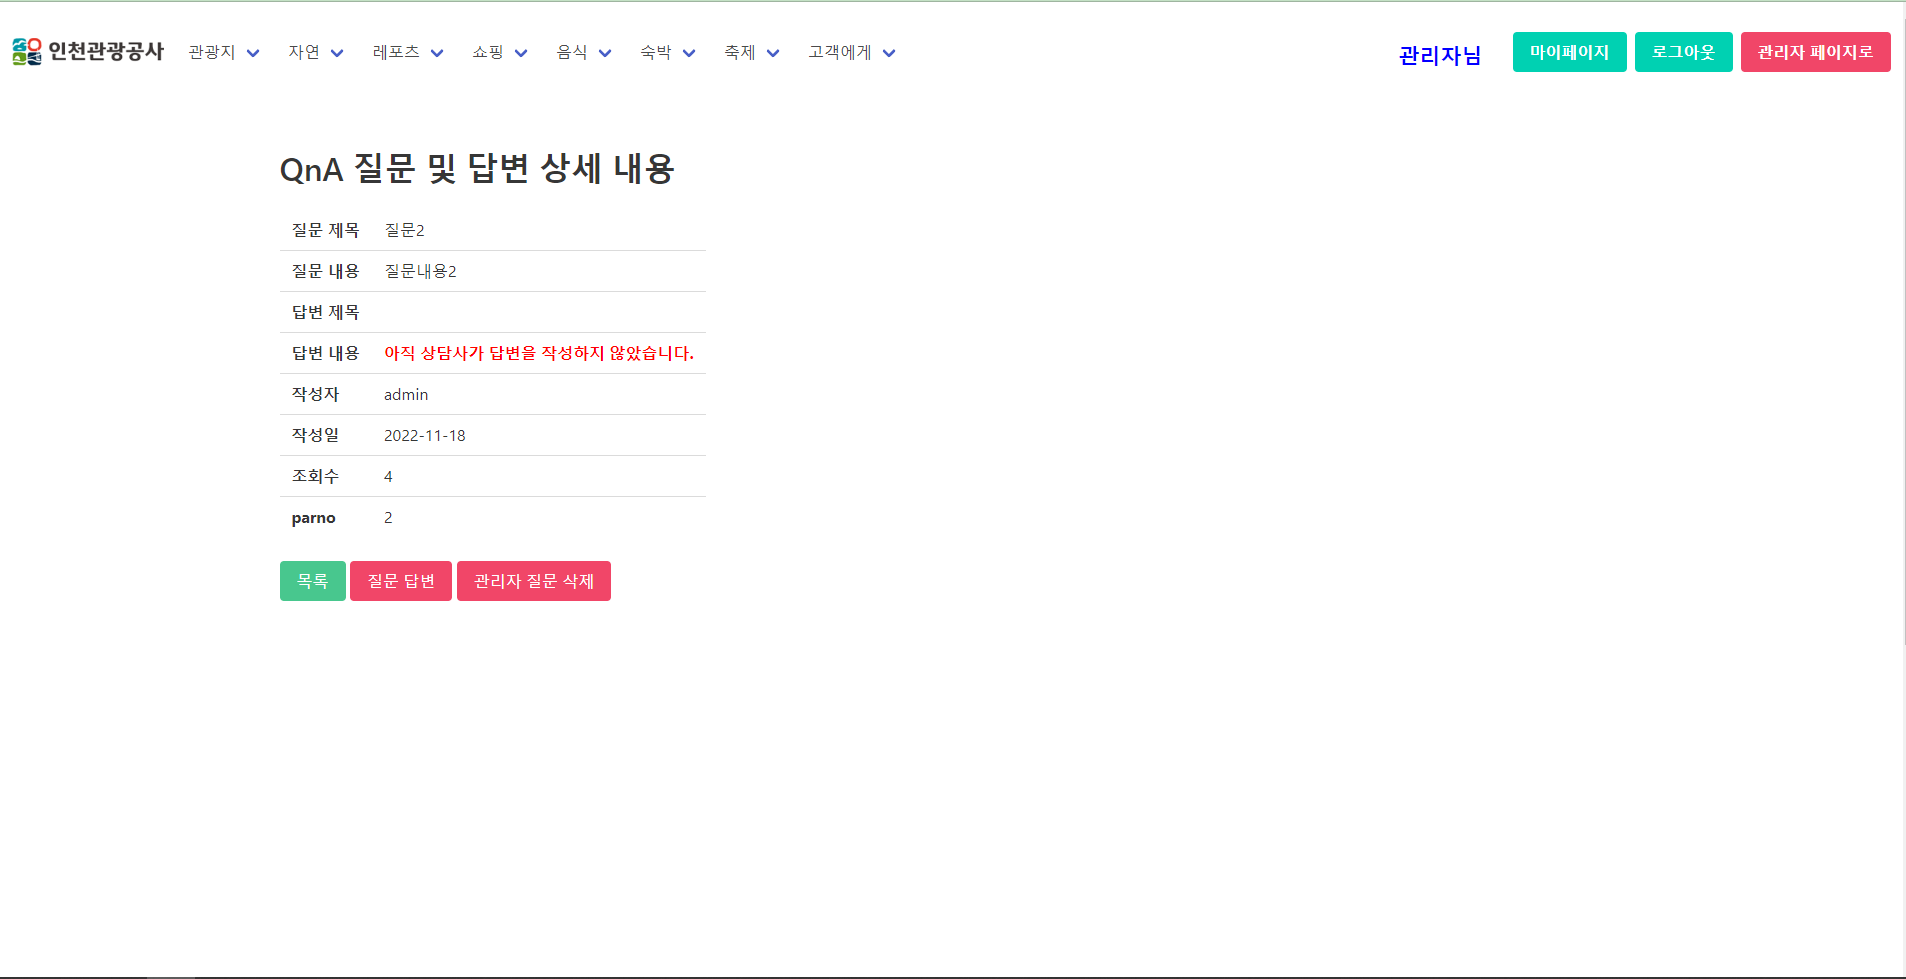 인천관광공사 관광지 자연 레포츠 쇼핑 음식 숙박 축제 고객에게 관리자님 마이페이지 로그아웃 관리자 페이지로
QnA 질문 및 답변 상세 내용
질문 제목 질문2
질문 내용 질문내용2
답변 제목
답변 내용 아직 상담사가 답변을 작성하지 않았습니다.
작성자 admin
작성일 2022-11-18
조회수 4
parno 2
목록 질문 답변 관리자 질문 삭제